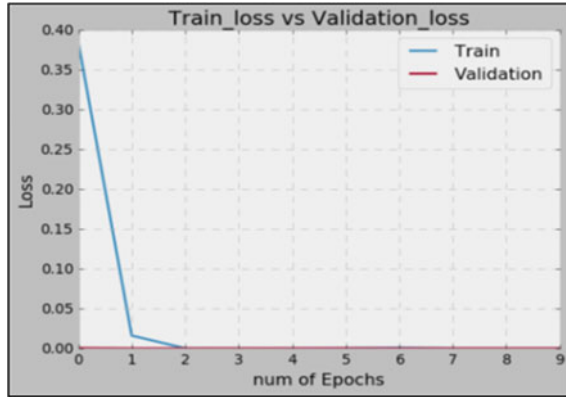 Train_loss vs Validation_loss
Train
Validation
0.40
0.35
0.30
0.25
0.20
0.15
0.10
0.05
0.00
Loss
0 1 2 3 4 5 6 7 8 9
num of Epochs